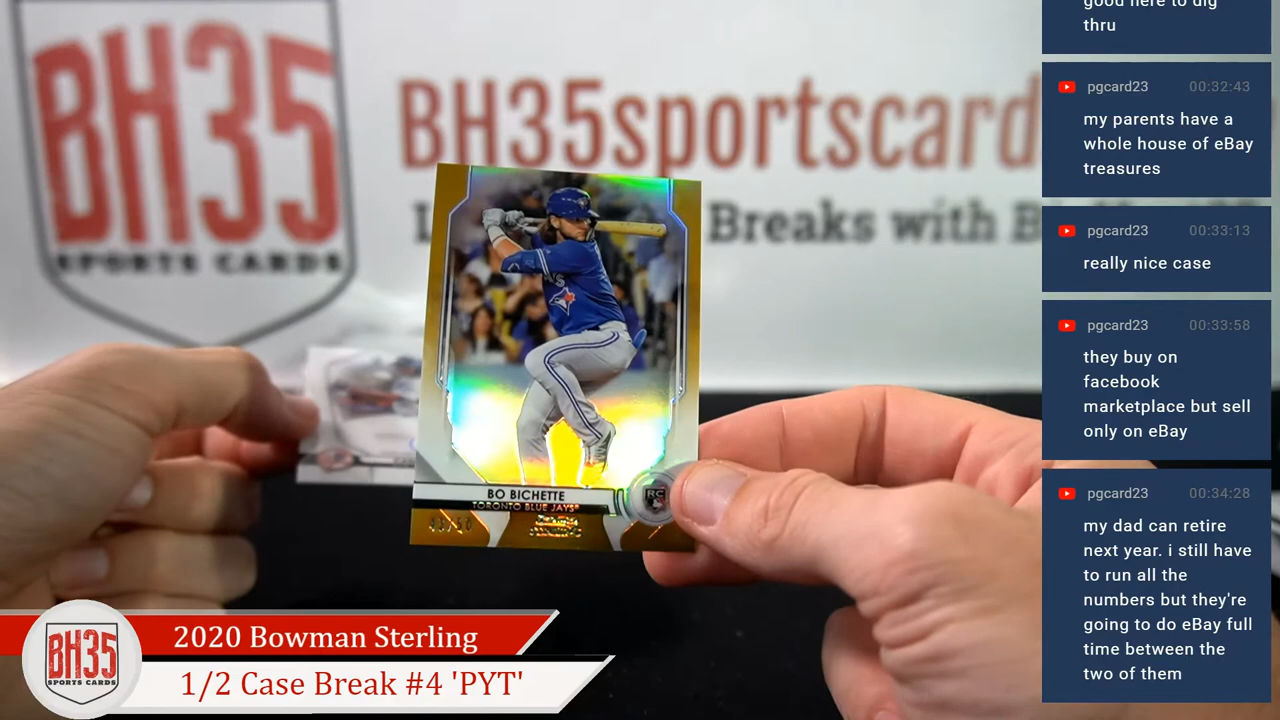 BH35
SPORTS CARDS
BH35sportscard
Breaks with B
BO BICHETTE
TORONTO BLUE JAYS
RC
BH35
SPORTS CARDS
2020 Bowman Sterling
1/2 Case Break #4 'PYT'
good here to dig
thru
pgcard23 00:32:43
my parents have a
whole house of eBay
treasures
pgcard23 00:33:13
really nice case
pgcard23 00:33:58
they buy on
facebook
marketplace but sell
only on eBay
pgcard23 00:34:28
my dad can retire
next year. i still have
to run all the
numbers but they're
going to do eBay full
time between the
two of them